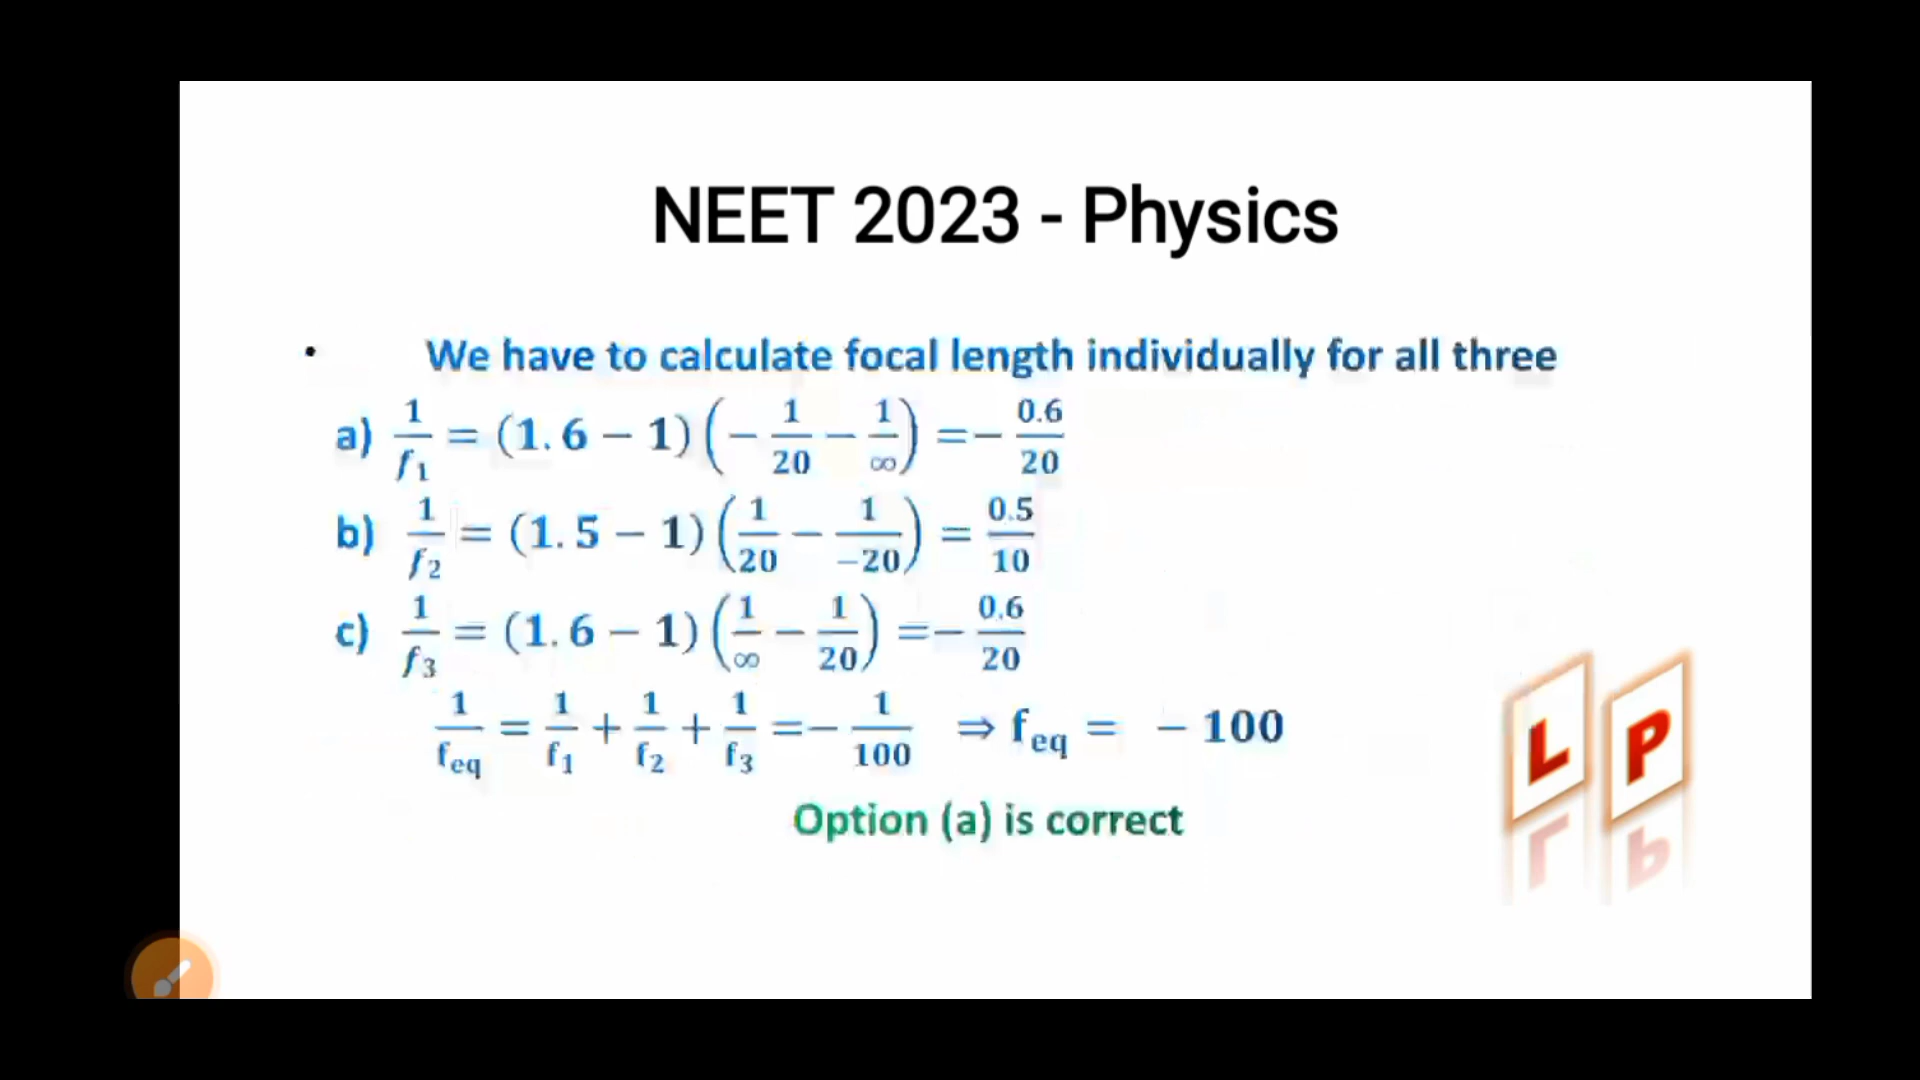 NEET 2023 - Physics
• We have to calculate focal length individually for all three
a) 1/f₁ = (1.6 − 1)(−1/20 − 1/∞) =− 0.6/20
b) 1/f₂ = (1.5 − 1)(1/20 − 1/−20) = 0.5/10
c) 1/f₃ = (1.6 − 1)(1/∞ − 1/20) =− 0.6/20
1/f_eq = 1/f₁ + 1/f₂ + 1/f₃ =− 1/100 ⇒ f_eq = − 100
Option (a) is correct
L P